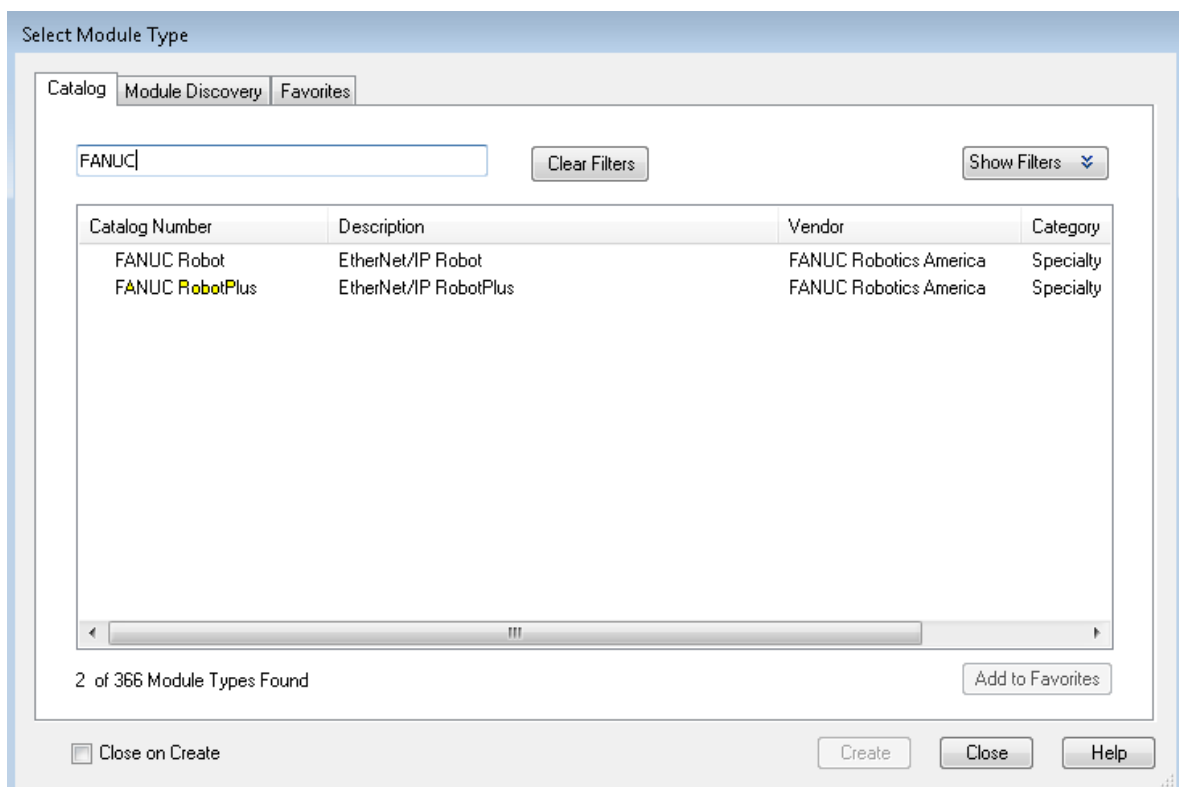 Select Module Type
Catalog Module Discovery Favorites
FANUC Clear Filters Show Filters
Catalog Number Description Vendor Category
FANUC Robot EtherNet/IP Robot FANUC Robotics America Specialty
FANUC RobotPlus EtherNet/IP RobotPlus FANUC Robotics America Specialty
2 of 366 Module Types Found Add to Favorites
Close on Create Create Close Help